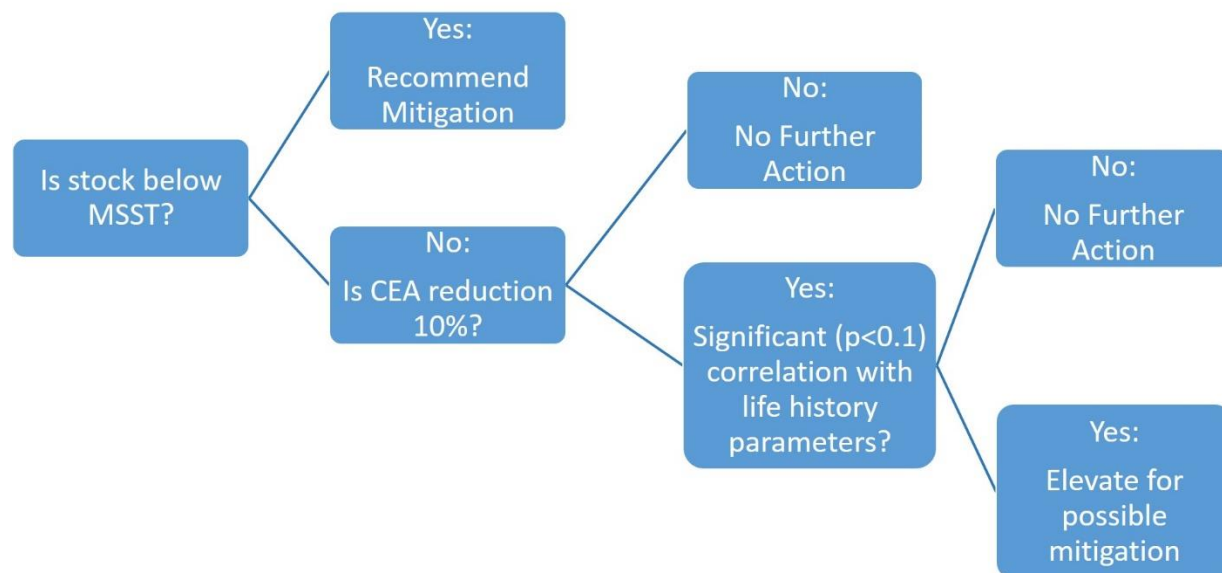 Is stock below
MSST?
Yes:
Recommend
Mitigation
No:
Is CEA reduction
10%?
No:
No Further
Action
Yes:
Significant (p<0.1)
correlation with
life history
parameters?
No:
No Further
Action
Yes:
Elevate for
possible
mitigation